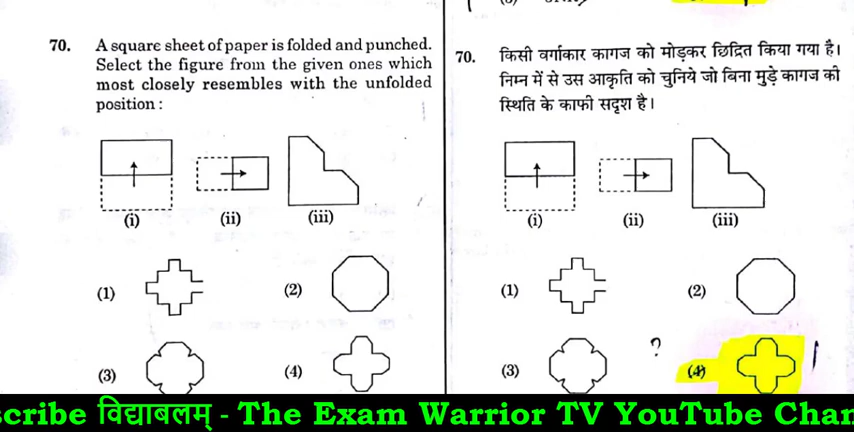 70. A square sheet of paper is folded and punched.
Select the figure from the given ones which
most closely resembles with the unfolded
position :
(i) (ii) (iii)
(1) (2)
(3) (4)
70. किसी वर्गाकार कागज को मोड़कर छिद्रित किया गया है।
निम्न में से उस आकृति को चुनिये जो बिना मुड़े कागज की
स्थिति के काफी सदृश है।
(i) (ii) (iii)
(1) (2)
(3) ? (4)
scribe विद्याबलम् - The Exam Warrior TV YouTube Chan